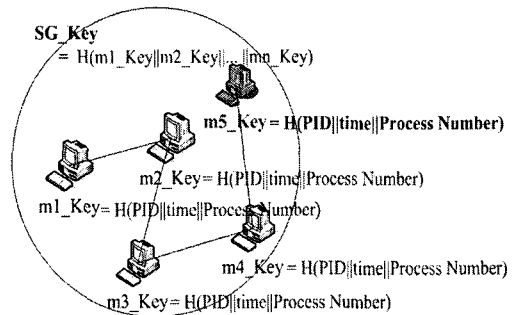 SG_Key
= H(m1_Key||m2_Key||... ||mn_Key)
m5_Key = H(PID||time||Process Number)
m2_Key = H(PID||time||Process Number)
m1_Key = H(PID||time||Process Number)
m4_Key = H(PID||time||Process Number)
m3_Key = H(PID||time||Process Number)